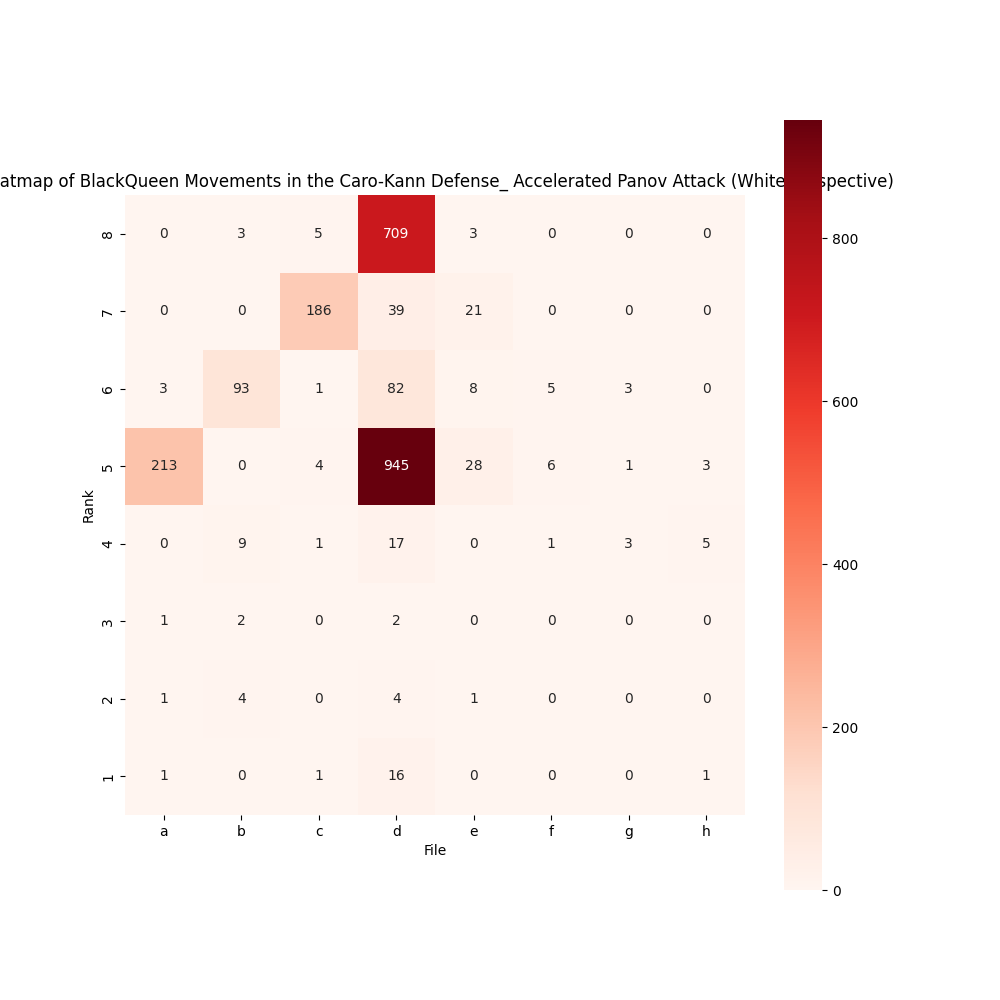 atmap of BlackQueen Movements in the Caro-Kann Defense_ Accelerated Panov Attack (White spective)
8 0 3 5 709 3 0 0 0
7 0 0 186 39 21 0 0 0
6 3 93 1 82 8 5 3 0
5 213 0 4 945 28 6 1 3
4 0 9 1 17 0 1 3 5
3 1 2 0 2 0 0 0 0
2 1 4 0 4 1 0 0 0
1 1 0 1 16 0 0 0 1
a b c d e f g h
File
Rank
800
600
400
200
0